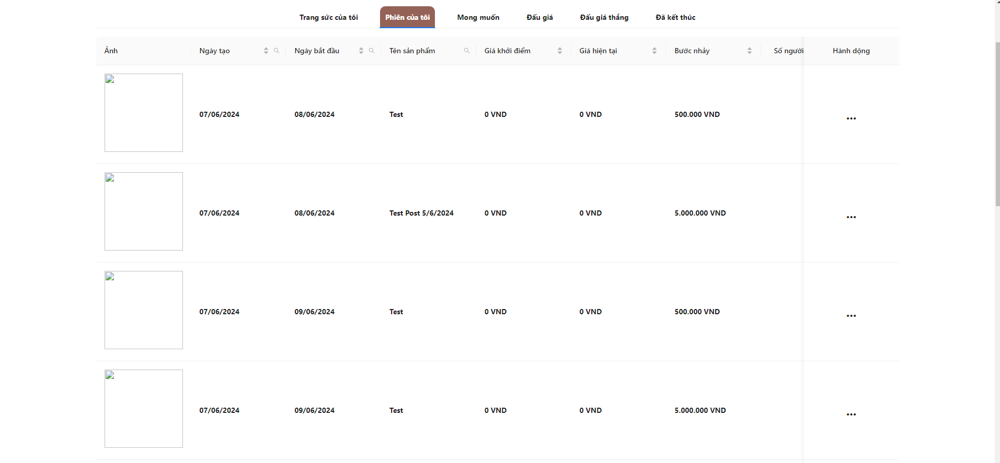 Trang sức của tôi Phiên của tôi Mong muốn Đấu giá Đấu giá thắng Đã kết thúc
Ảnh Ngày tạo Ngày bắt đầu Tên sản phẩm Giá khởi điểm Giá hiện tại Bước nhảy Số người Hành động
07/06/2024 08/06/2024 Test 0 VND 0 VND 500.000 VND
07/06/2024 08/06/2024 Test Post 5/6/2024 0 VND 0 VND 5.000.000 VND
07/06/2024 09/06/2024 Test 0 VND 0 VND 500.000 VND
07/06/2024 09/06/2024 Test 0 VND 0 VND 5.000.000 VND